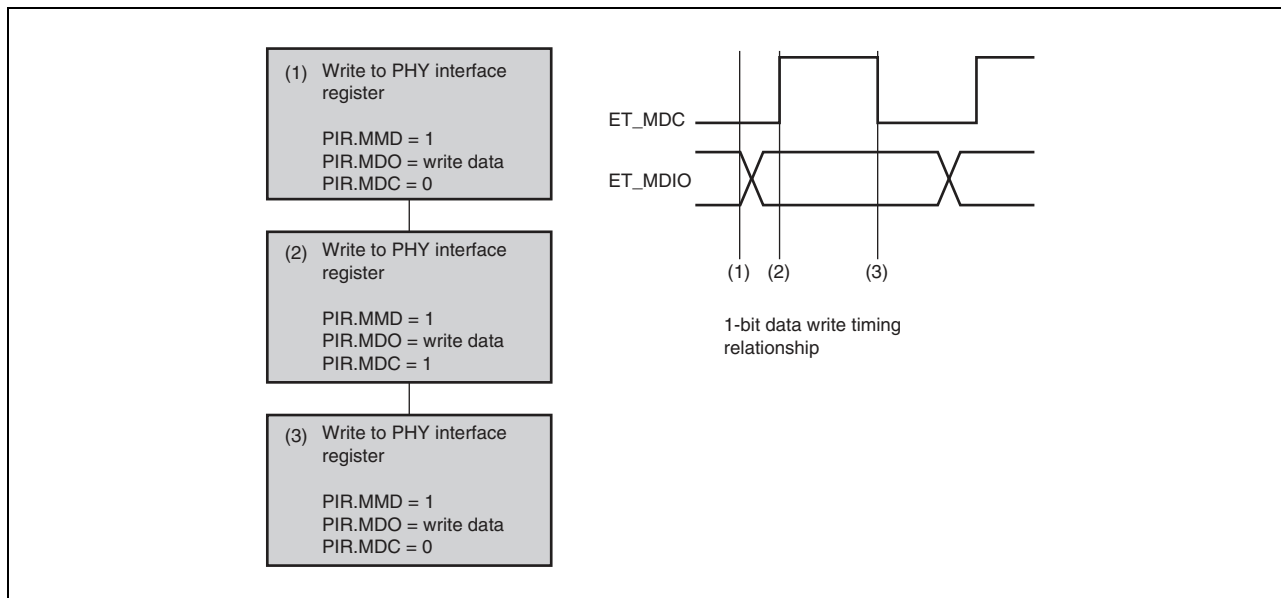 (1) Write to PHY interface
register
PIR.MMD = 1
PIR.MDO = write data
PIR.MDC = 0
(2) Write to PHY interface
register
PIR.MMD = 1
PIR.MDO = write data
PIR.MDC = 1
(3) Write to PHY interface
register
PIR.MMD = 1
PIR.MDO = write data
PIR.MDC = 0
ET_MDC
ET_MDIO
(1) (2) (3)
1-bit data write timing
relationship